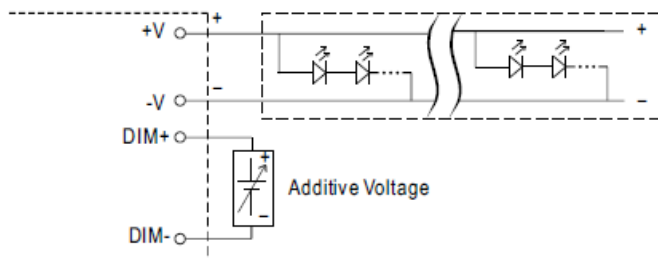 +V + +
-V − −
DIM+
+
Additive Voltage
−
DIM-